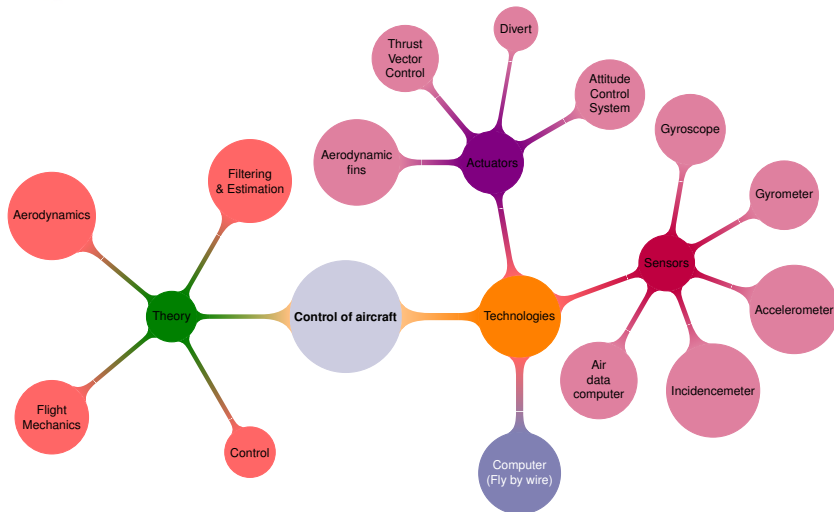 Divert
Thrust
Vector
Control
Attitude
Control
System
Gyroscope
Aerodynamic
fins
Actuators
Filtering
& Estimation
Gyrometer
Aerodynamics
Sensors
Accelerometer
Theory
Control of aircraft
Technologies
Air
data
computer
Incidencemeter
Flight
Mechanics
Control
Computer
(Fly by wire)